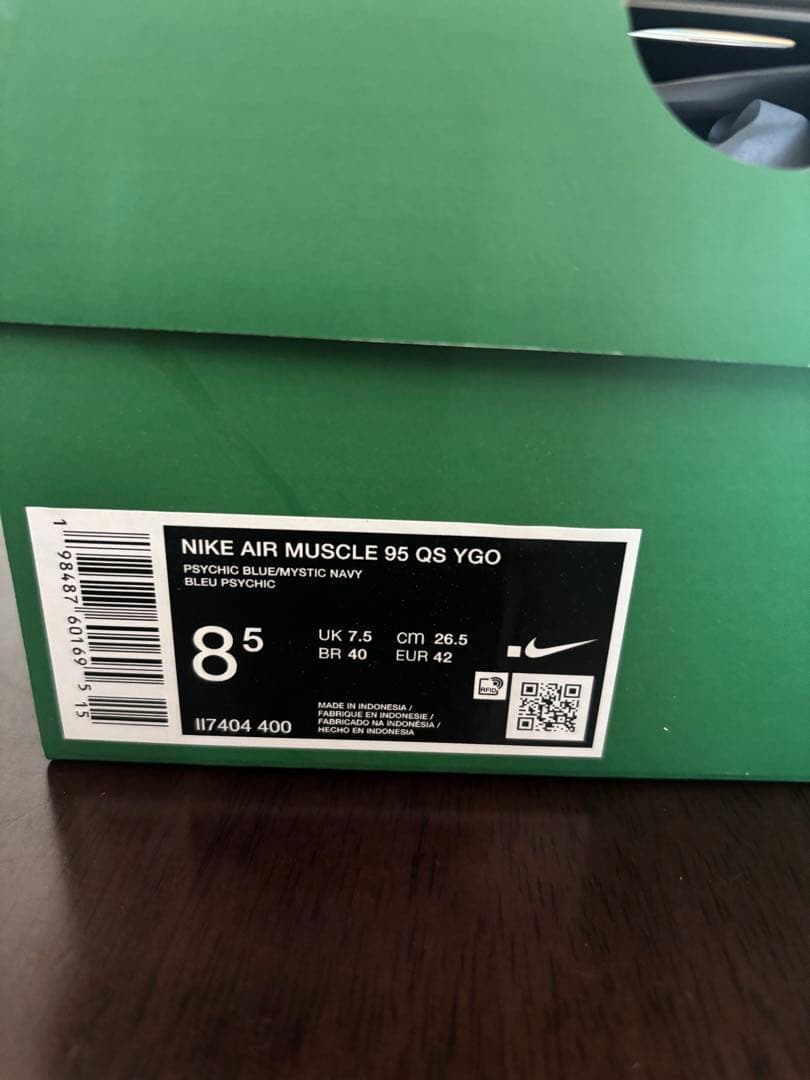 NIKE AIR MUSCLE 95 QS YGO
PSYCHIC BLUE/MYSTIC NAVY
BLEU PSYCHIC
8 5
UK 7.5 cm 26.5
BR 40 EUR 42
RFID
II7404 400
MADE IN INDONESIA /
FABRIQUE EN INDONESIE /
FABRICADO NA INDONÉSIA /
HECHO EN INDONESIA
1 98487 60169 5 15